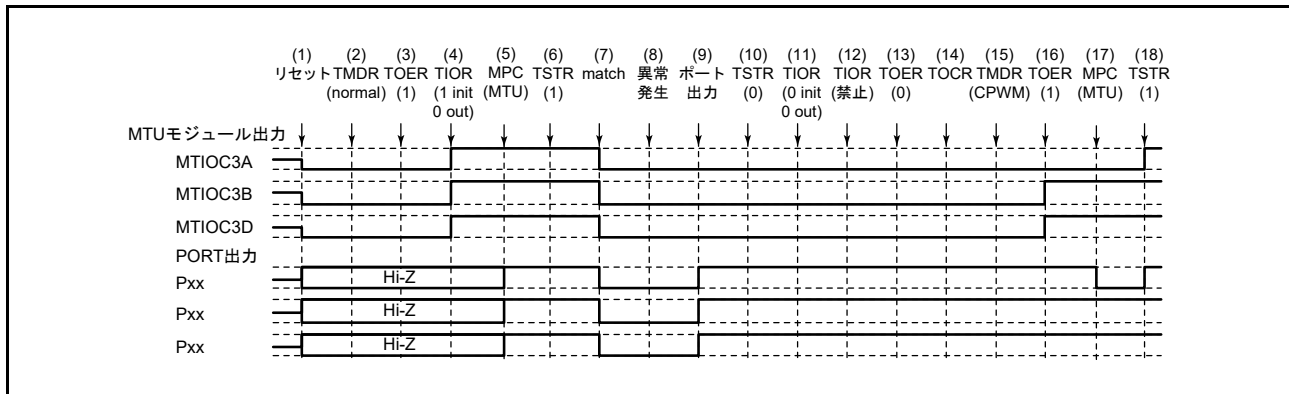 (1) (2) (3) (4) (5) (6) (7) (8) (9) (10) (11) (12) (13) (14) (15) (16) (17) (18)
リセット TMDR TOER TIOR MPC TSTR match 異常 ポート TSTR TIOR TIOR TOER TOCR TMDR TOER MPC TSTR
(normal) (1) (1 init (MTU) (1) 発生 出力 (0) (0 init (禁止) (0) (CPWM) (1) (MTU) (1)
0 out) 0 out)
MTUモジュール出力
MTIOC3A
MTIOC3B
MTIOC3D
PORT出力
Pxx Hi-Z
Pxx Hi-Z
Pxx Hi-Z